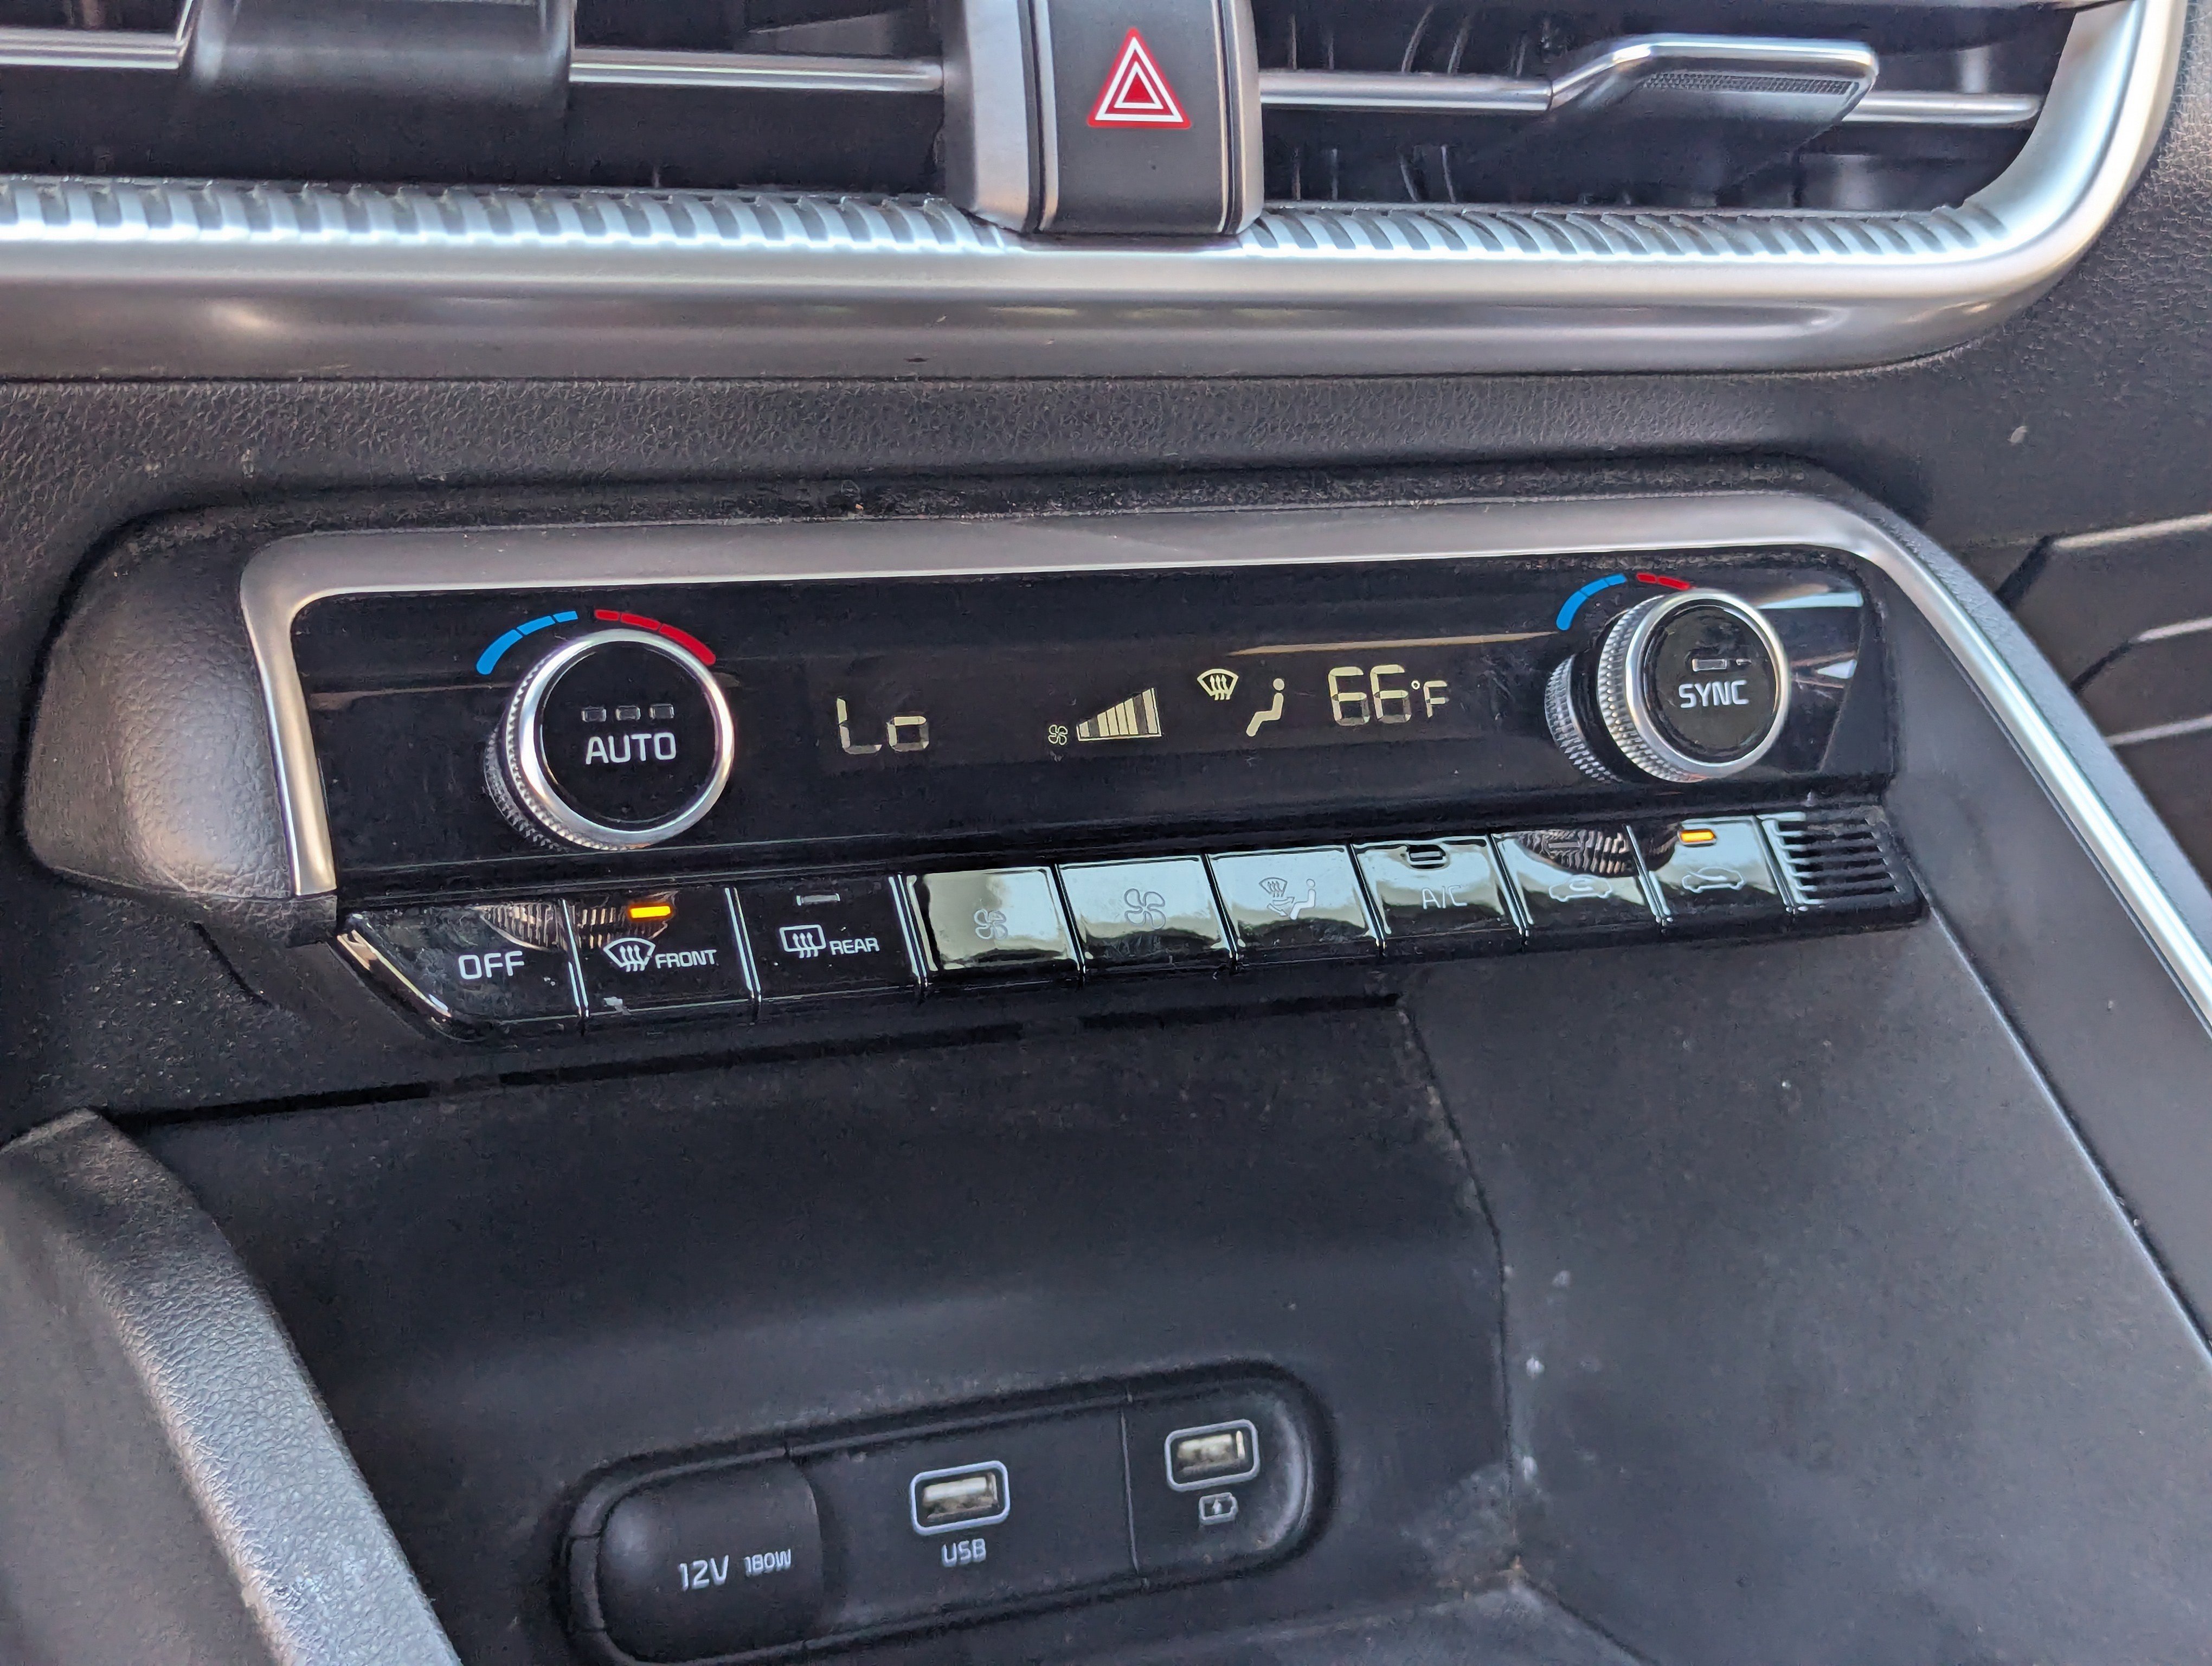 AUTO
Lo
66°F
SYNC
OFF
FRONT
REAR
A/C
12V 180W
USB